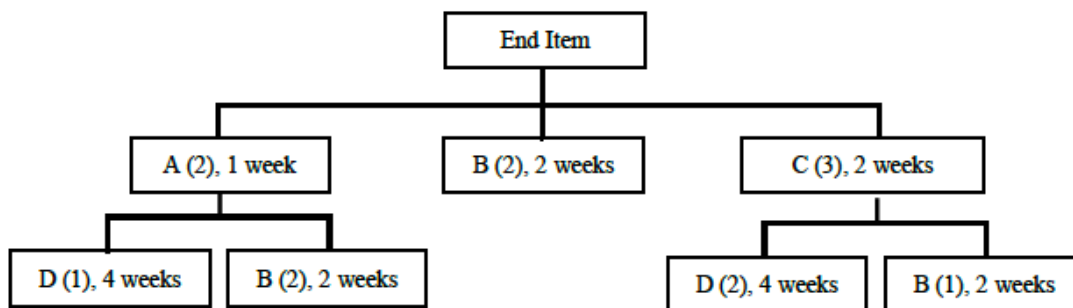 End Item
A (2), 1 week
B (2), 2 weeks
C (3), 2 weeks
D (1), 4 weeks
B (2), 2 weeks
D (2), 4 weeks
B (1), 2 weeks